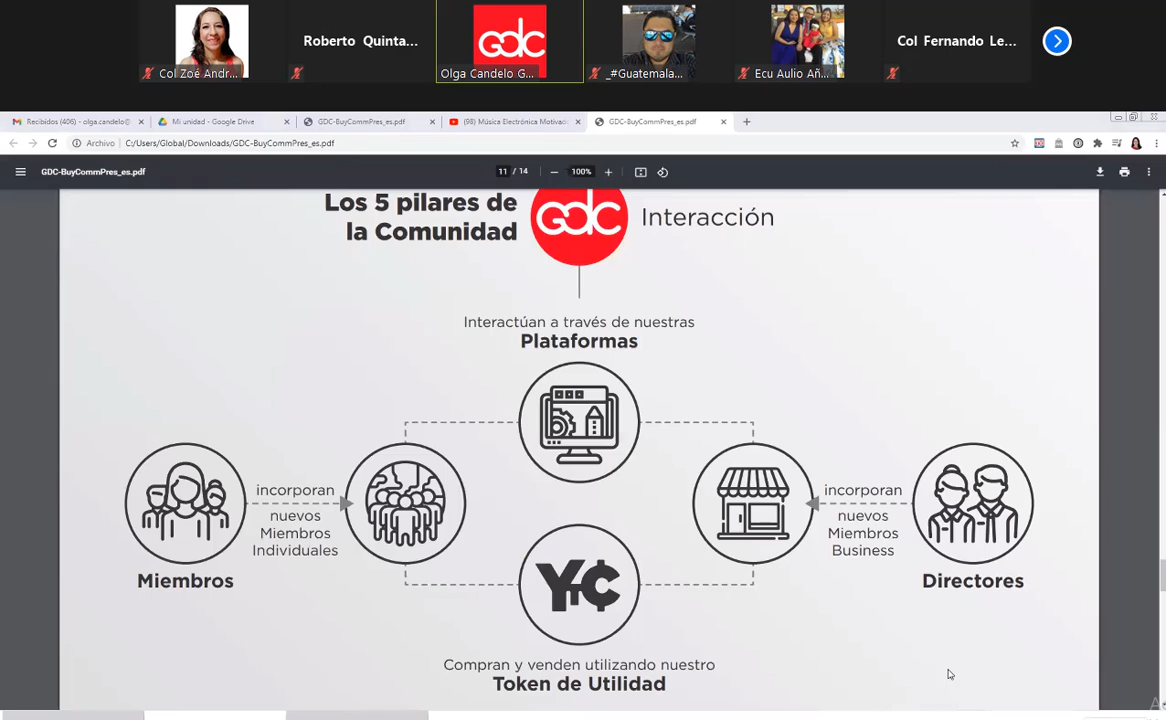 Roberto Quinta...
Col Fernando Le...
GDC
Col Zoé Andr...
Olga Candelo G...
_#Guatemala...
Ecu Aulio Añ...
Recibidos (406) - olga.candelo@
Mi unidad - Google Drive
GDC-BuyCommPres_es.pdf
(98) Música Electrónica Motivaci
GDC-BuyCommPres_es.pdf
Archivo
C:/Users/Global/Downloads/GDC-BuyCommPres_es.pdf
GDC-BuyCommPres_es.pdf
11 / 14
100%
Los 5 pilares de
la Comunidad
GDC
Interacción
Interactúan a través de nuestras
Plataformas
incorporan
nuevos
Miembros
Individuales
Miembros
incorporan
nuevos
Miembros
Business
Directores
Compran y venden utilizando nuestro
Token de Utilidad